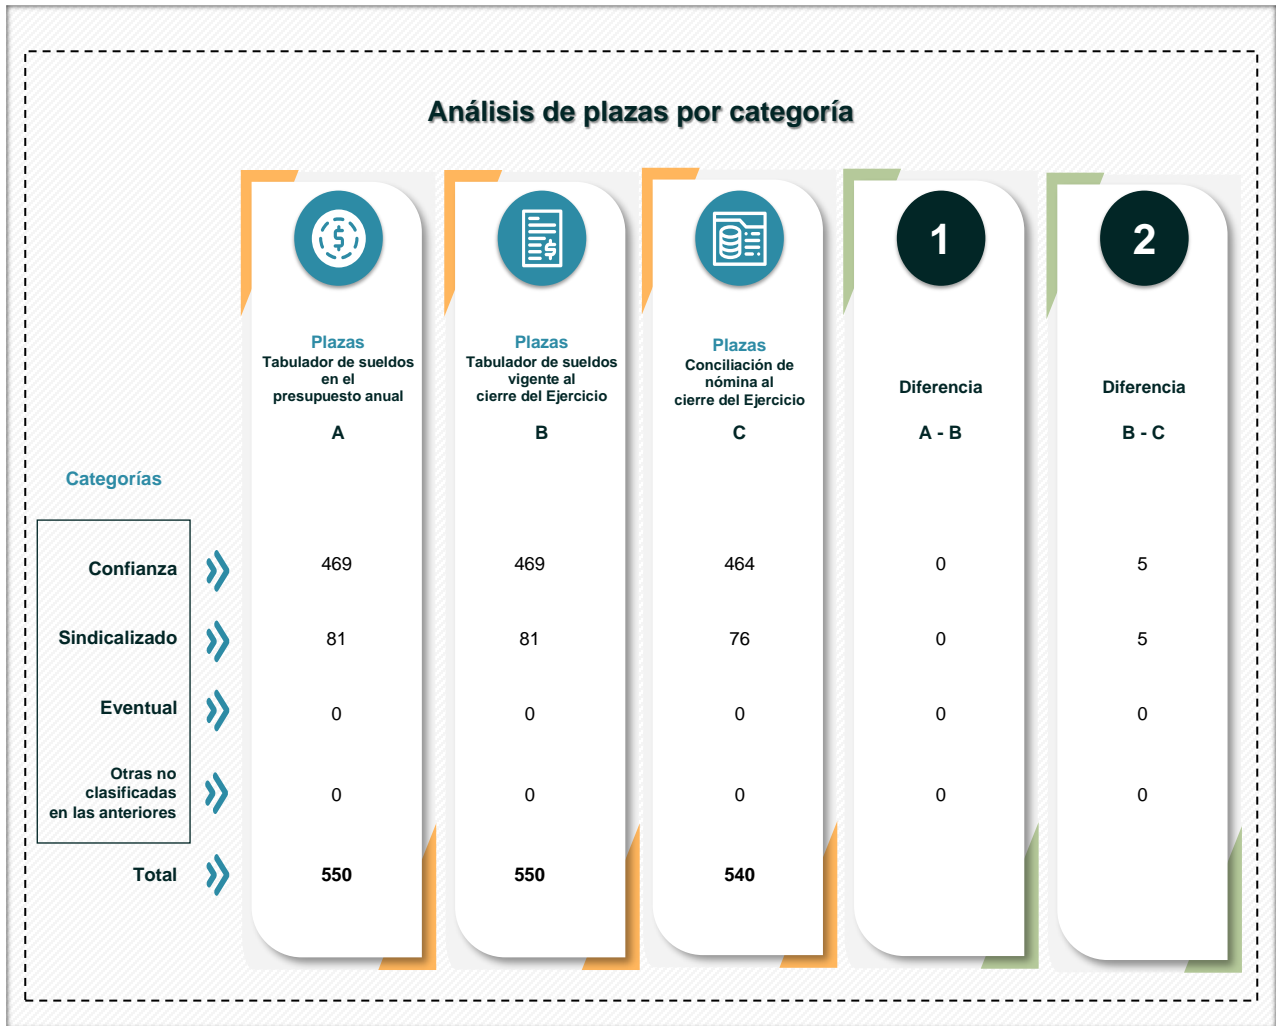 Análisis de plazas por categoría
1
2
Plazas
Tabulador de sueldos
en el
presupuesto anual
A
Plazas
Tabulador de sueldos
vigente al
cierre del Ejercicio
B
Plazas
Conciliación de
nómina al
cierre del Ejercicio
C
Diferencia
A - B
Diferencia
B - C
Categorías
Confianza 469 469 464 0 5
Sindicalizado 81 81 76 0 5
Eventual 0 0 0 0 0
Otras no
clasificadas
en las anteriores 0 0 0 0 0
Total 550 550 540